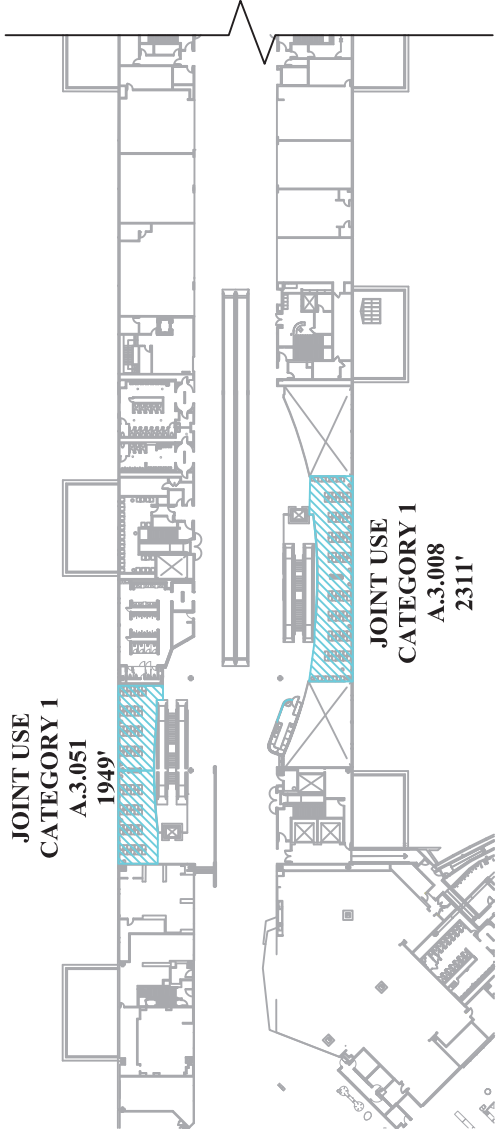 JOINT USE
CATEGORY 1
A.3.008
2311'
JOINT USE
CATEGORY 1
A.3.051
1949'